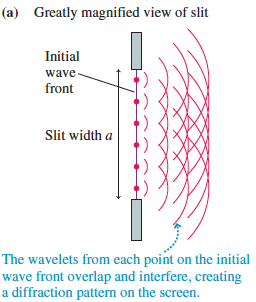 (a) Greatly magnified view of slit
Initial
wave
front
Slit width a
The wavelets from each point on the initial
wave front overlap and interfere, creating
a diffraction pattern on the screen.